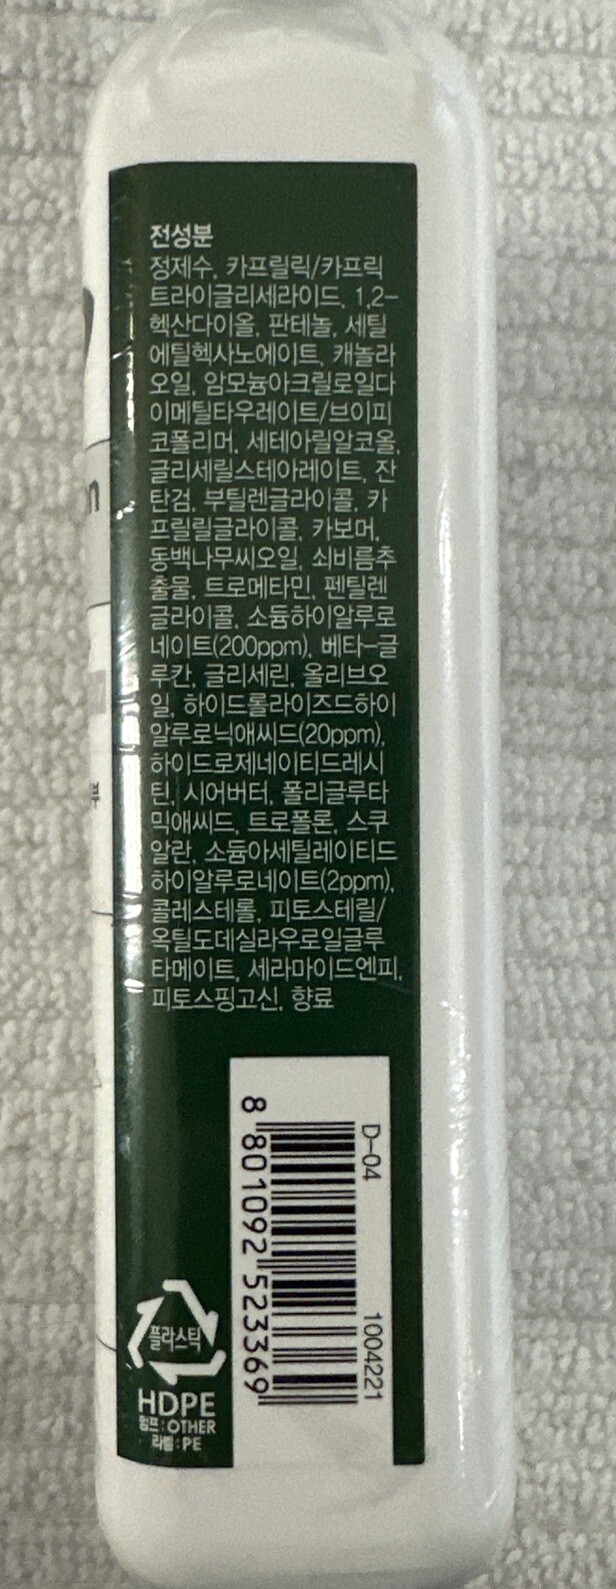 전성분
정제수, 카프릴릭/카프릭
트라이글리세라이드, 1,2-
헥산다이올, 판테놀, 세틸
에틸헥사노에이트, 캐놀라
오일, 암모늄아크릴로일다
이메틸타우레이트/브이피
코폴리머, 세테아릴알코올,
글리세릴스테아레이트, 잔
탄검, 부틸렌글라이콜, 카
프릴릴글라이콜, 카보머,
동백나무씨오일, 쇠비름추
출물, 트로메타민, 펜틸렌
글라이콜, 소듐하이알루로
네이트(200ppm), 베타-글
루칸, 글리세린, 올리브오
일, 하이드롤라이즈드하이
알루로닉애씨드(20ppm),
하이드로제네이티드레시
틴, 시어버터, 폴리글루타
믹애씨드, 트로폴론, 스쿠
알란, 소듐아세틸레이티드
하이알루로네이트(2ppm),
콜레스테롤, 피토스테릴/
옥틸도데실라우로일글루
타메이트, 세라마이드엔피,
피토스핑고신, 향료
D-04 1004221
8 801092 523369
플라스틱
HDPE
펌프:OTHER
라벨:PE